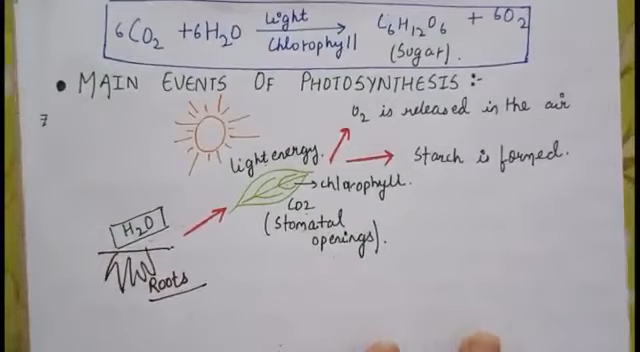 6CO2 + 6H2O Light Chlorophyll C6H12O6 + 6O2
(Sugar).
• MAIN EVENTS OF PHOTOSYNTHESIS :-
O2 is released in the air
light energy.
Starch is formed.
chlorophyll.
CO2
(Stomatal
openings).
H2O
Roots